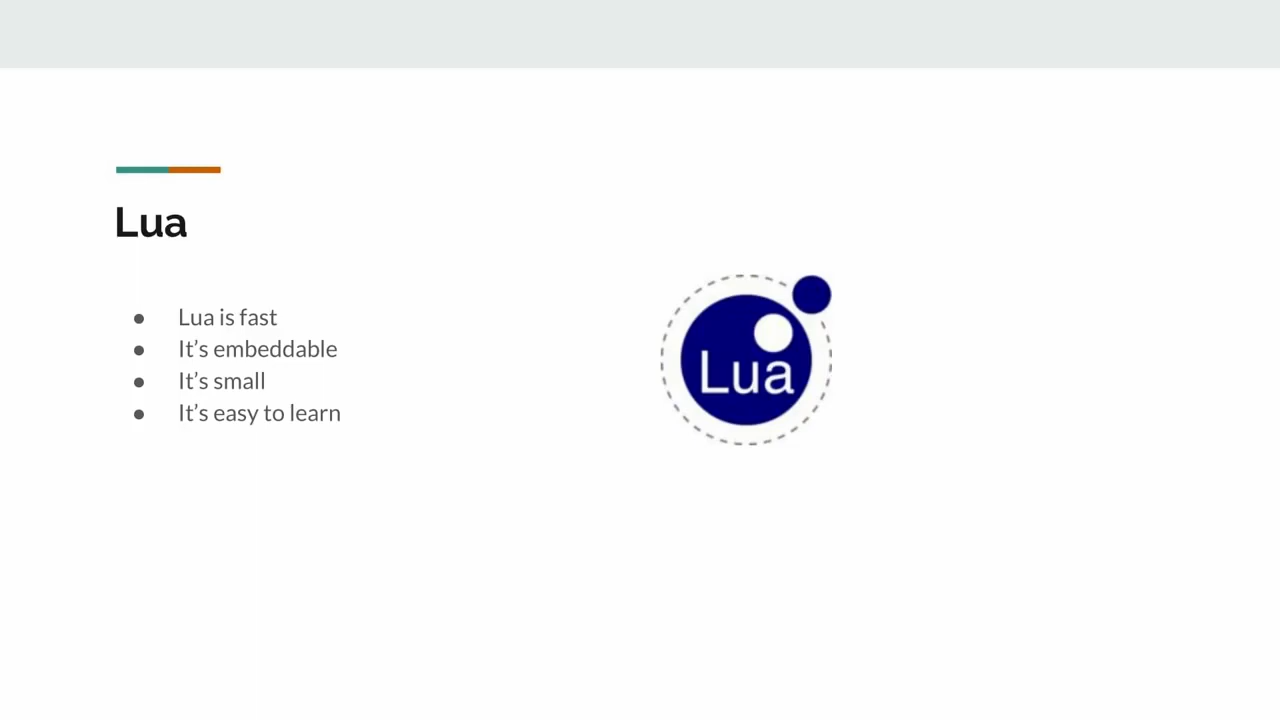 Lua
● Lua is fast
● It’s embeddable
● It’s small
● It’s easy to learn
Lua